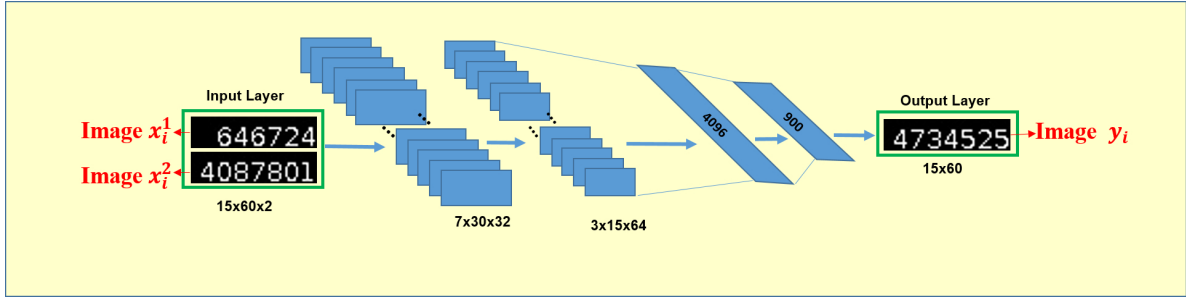 Input Layer
Image x_i^1
646724
Image x_i^2
4087801
15x60x2
7x30x32
3x15x64
4096
900
Output Layer
4734525
Image y_i
15x60